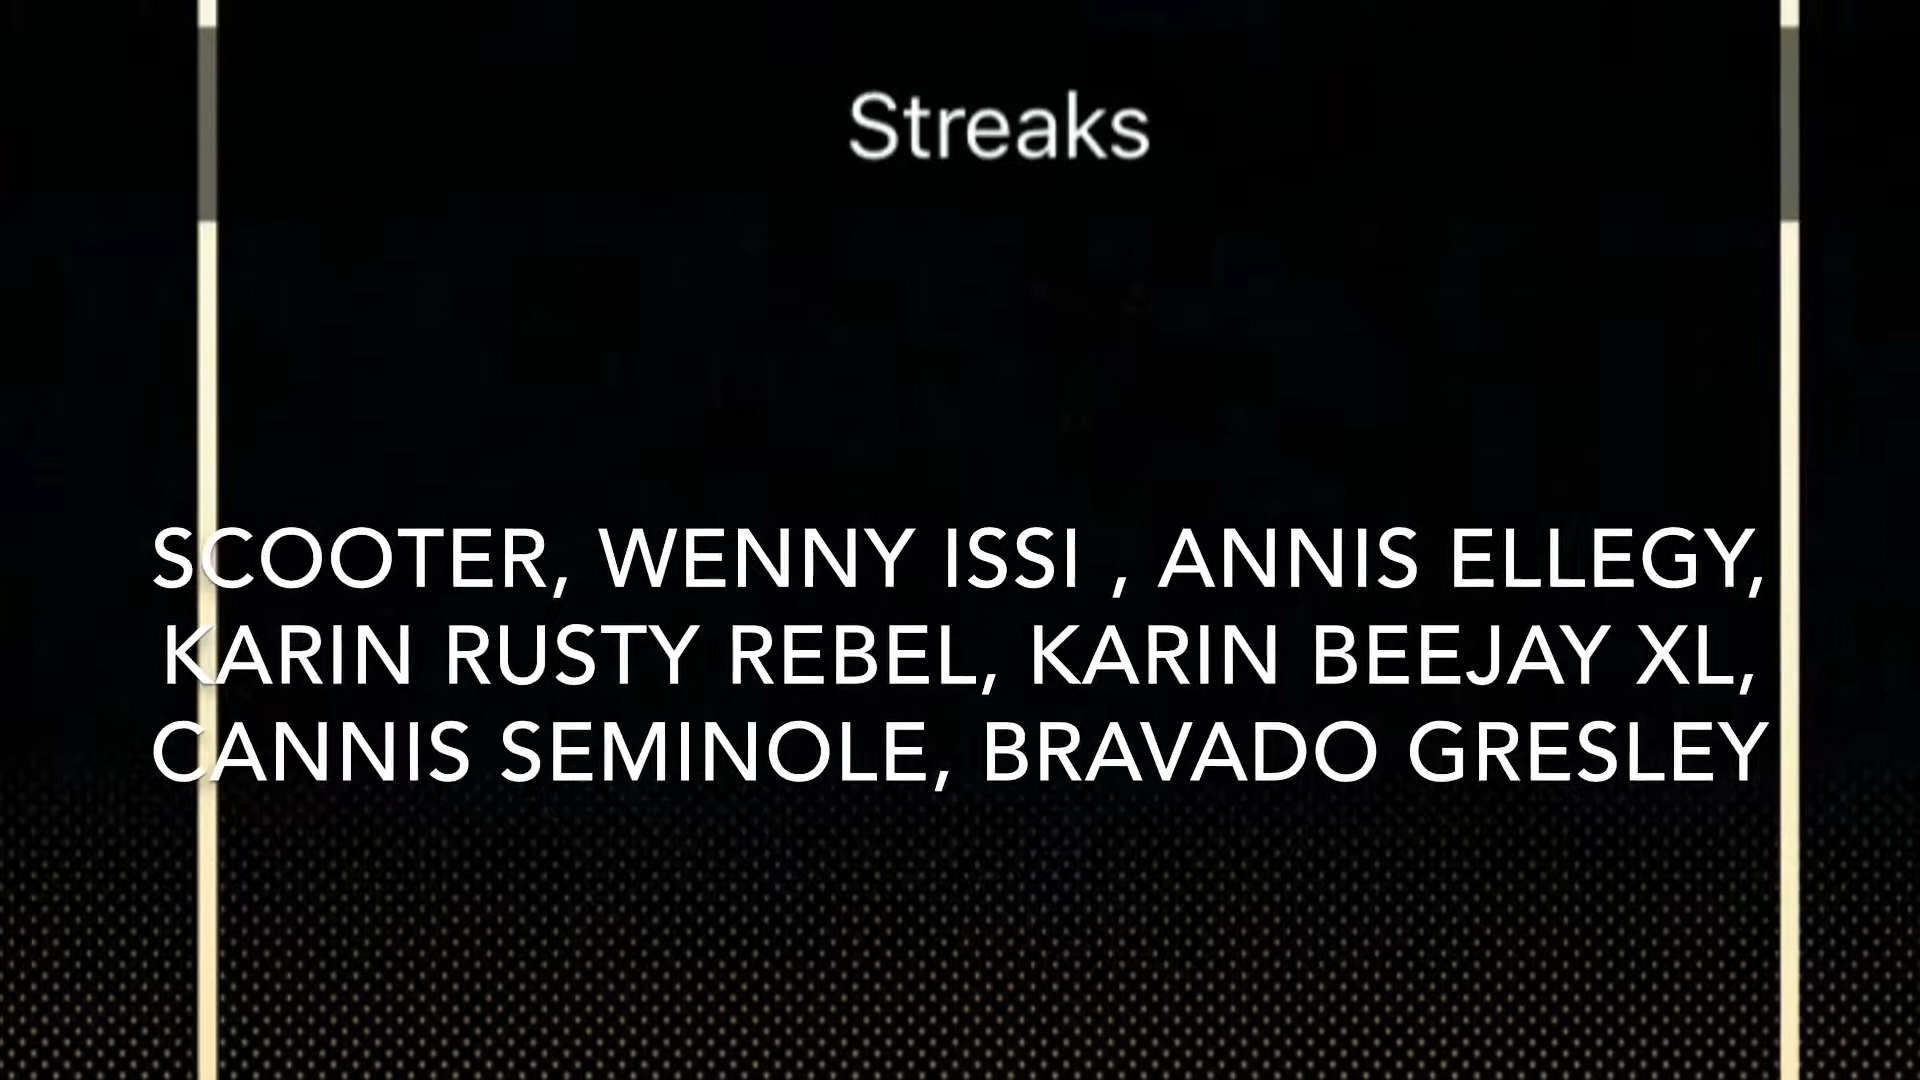 Streaks
SCOOTER, WENNY ISSI , ANNIS ELLEGY,
KARIN RUSTY REBEL, KARIN BEEJAY XL,
CANNIS SEMINOLE, BRAVADO GRESLEY